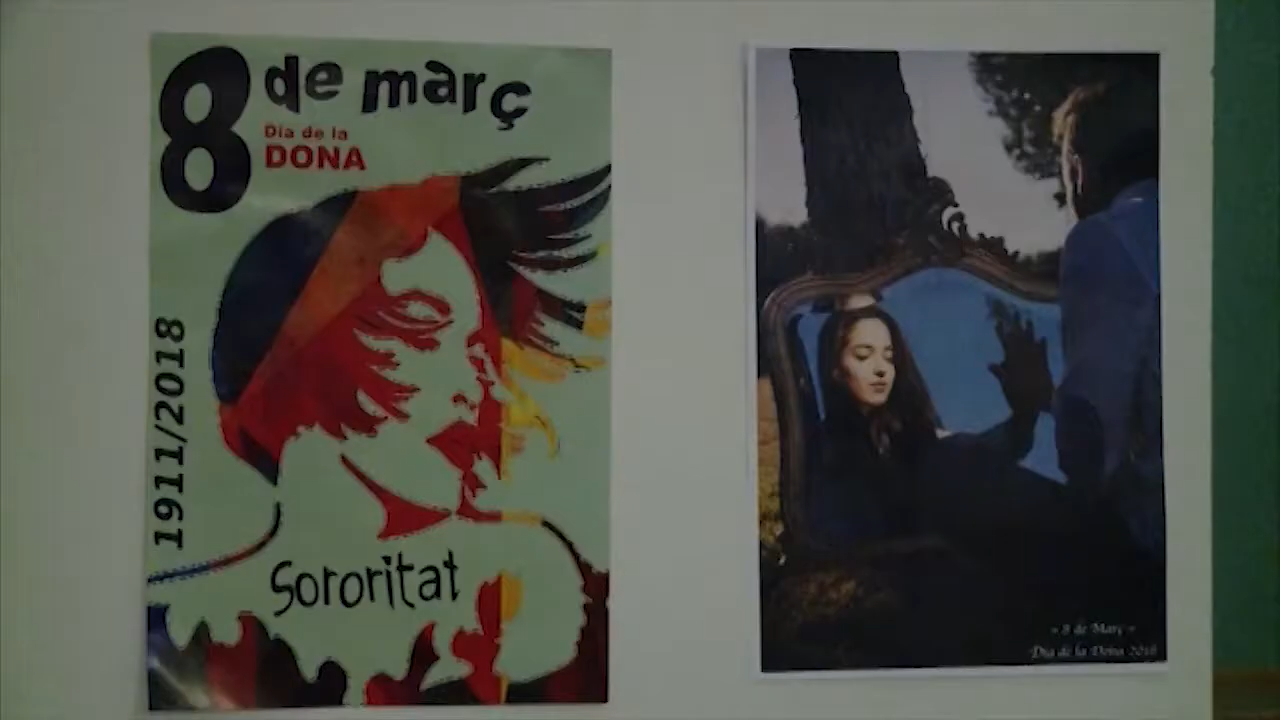 8 de març
Dia de la
DONA
1911/2018
Sororitat
- 8 de Març -
Dia de la Dona 2018